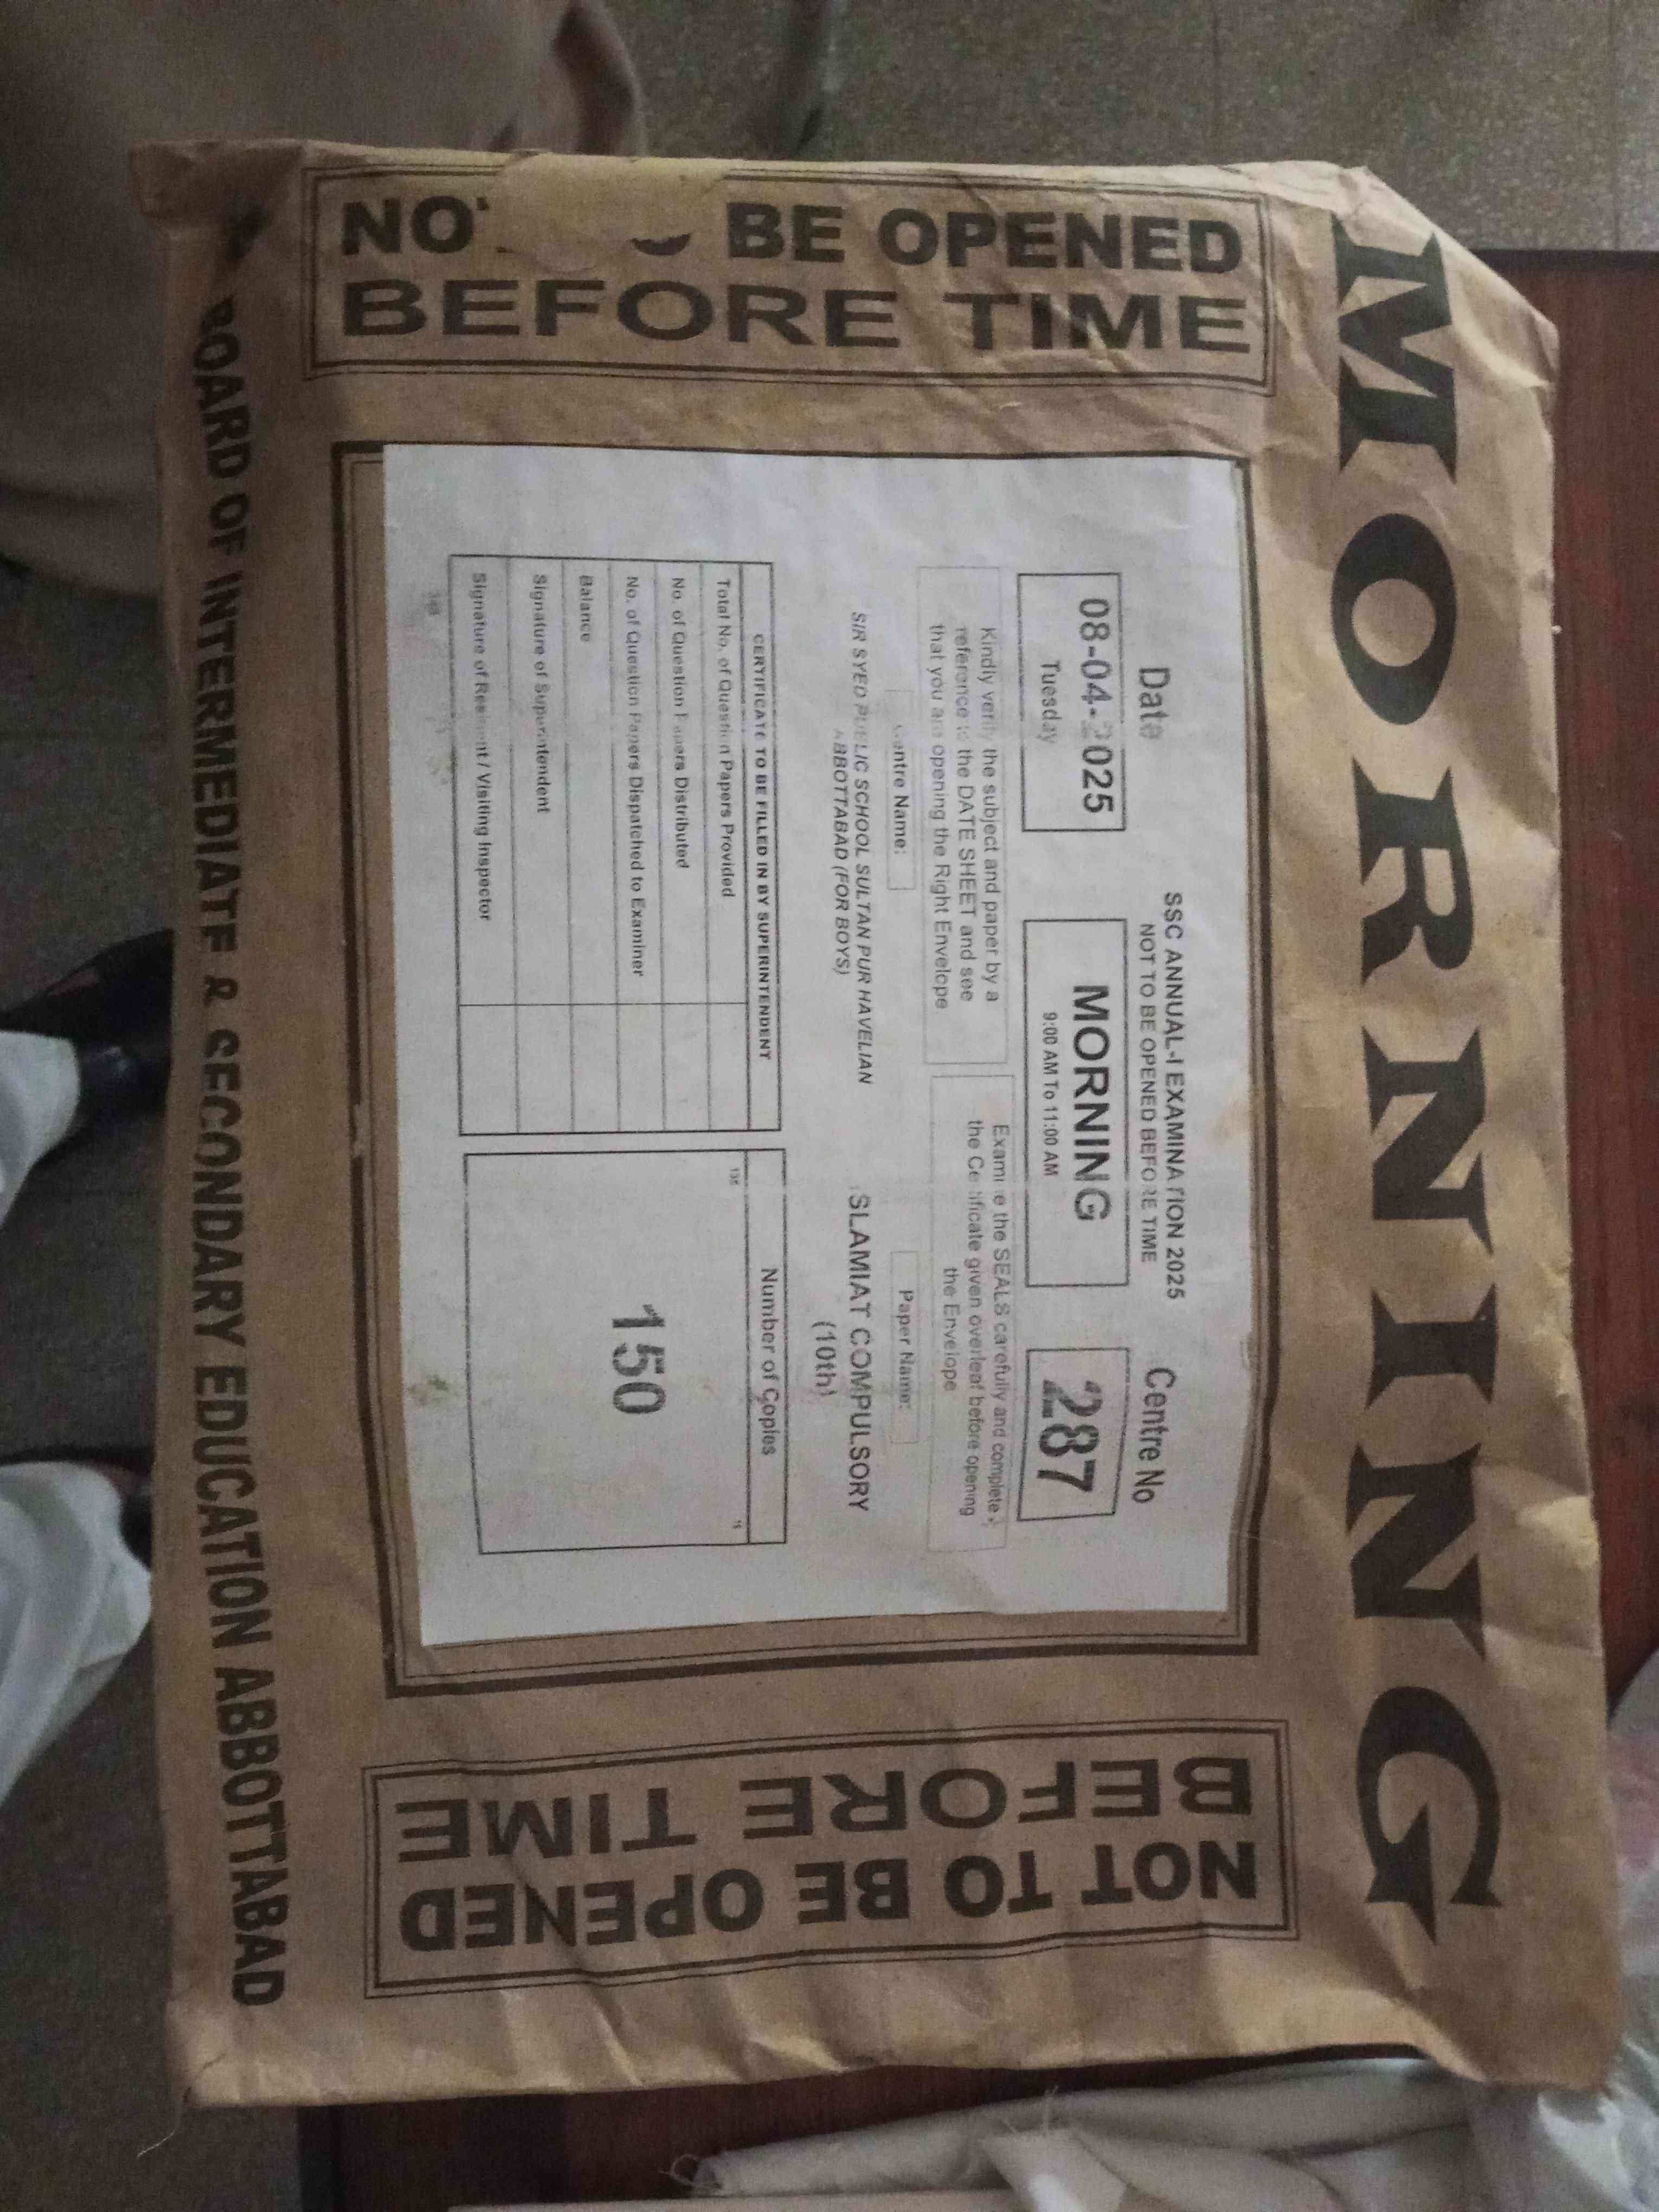 MORNING
NO BE OPENED
BEFORE TIME
SSC ANNUAL-I EXAMINATION 2025
NOT TO BE OPENED BEFORE TIME
Date
08-04-2025
Tuesday
MORNING
9:00 AM To 11:00 AM
Centre No
287
Kindly verify the subject and paper by a
reference to the DATE SHEET and see
that you are opening the Right Envelope
Examine the SEALS carefully and complete
the Certificate given overleaf before opening
the Envelope
Centre Name:
SIR SYED PUBLIC SCHOOL SULTAN PUR HAVELIAN
ABBOTTABAD (FOR BOYS)
Paper Name:
ISLAMIAT COMPULSORY
(10th)
CERTIFICATE TO BE FILLED IN BY SUPERINTENDENT
Total No. of Question Papers Provided
No. of Question Papers Distributed
No. of Question Papers Dispatched to Examiner
Balance
Signature of Superintendent
Signature of Resident / Visiting Inspector
Number of Copies
150
NOT TO BE OPENED
BEFORE TIME
BOARD OF INTERMEDIATE & SECONDARY EDUCATION ABBOTTABAD